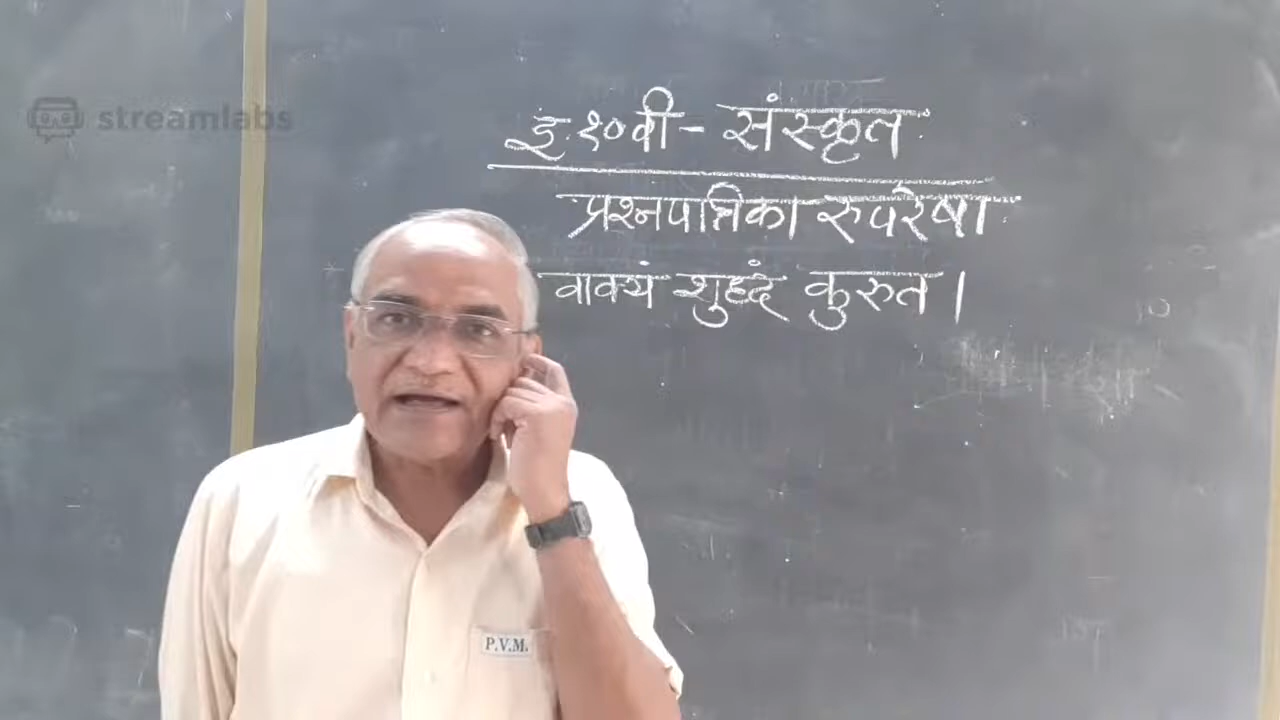 streamlabs
इ.१०वी - संस्कृत
प्रश्नपत्रिका रुपरेषा
वाक्यं शुध्दं कुरुत।
P.V.M.